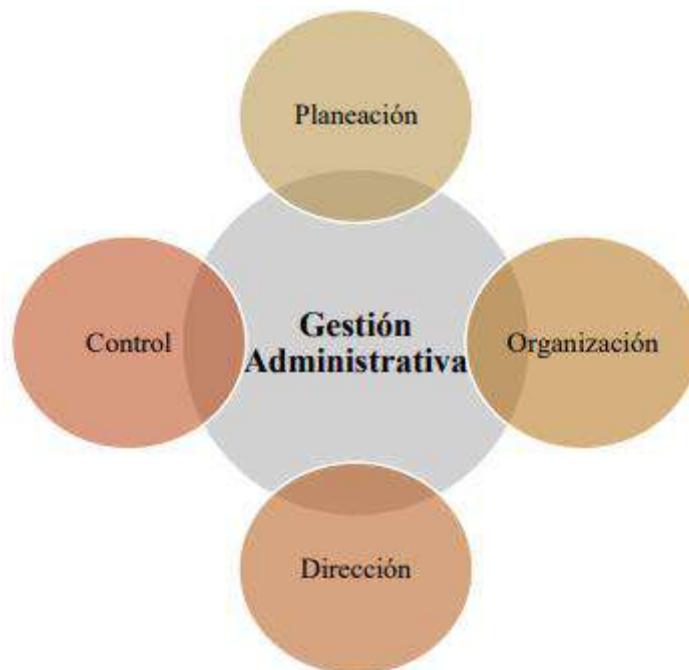 Planeación
Control
Gestión
Administrativa
Organización
Dirección